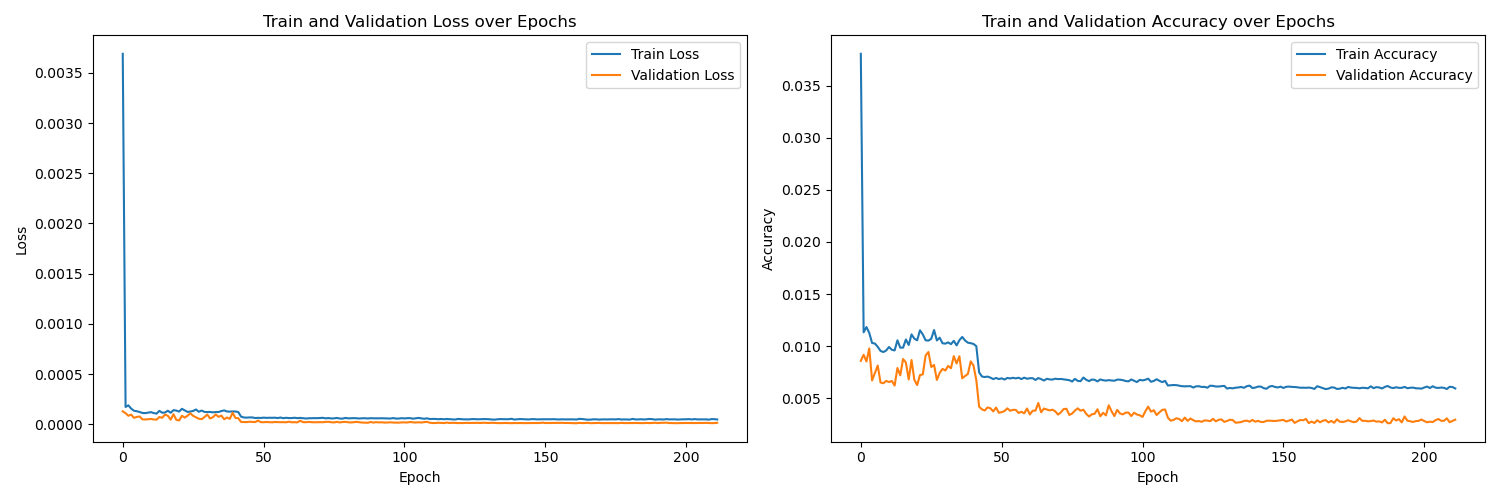 Train and Validation Loss over Epochs
Train Loss
Validation Loss
0.0035
0.0030
0.0025
0.0020
0.0015
0.0010
0.0005
0.0000
Loss
0
50
100
150
200
Epoch
Train and Validation Accuracy over Epochs
Train Accuracy
Validation Accuracy
0.035
0.030
0.025
0.020
0.015
0.010
0.005
Accuracy
0
50
100
150
200
Epoch